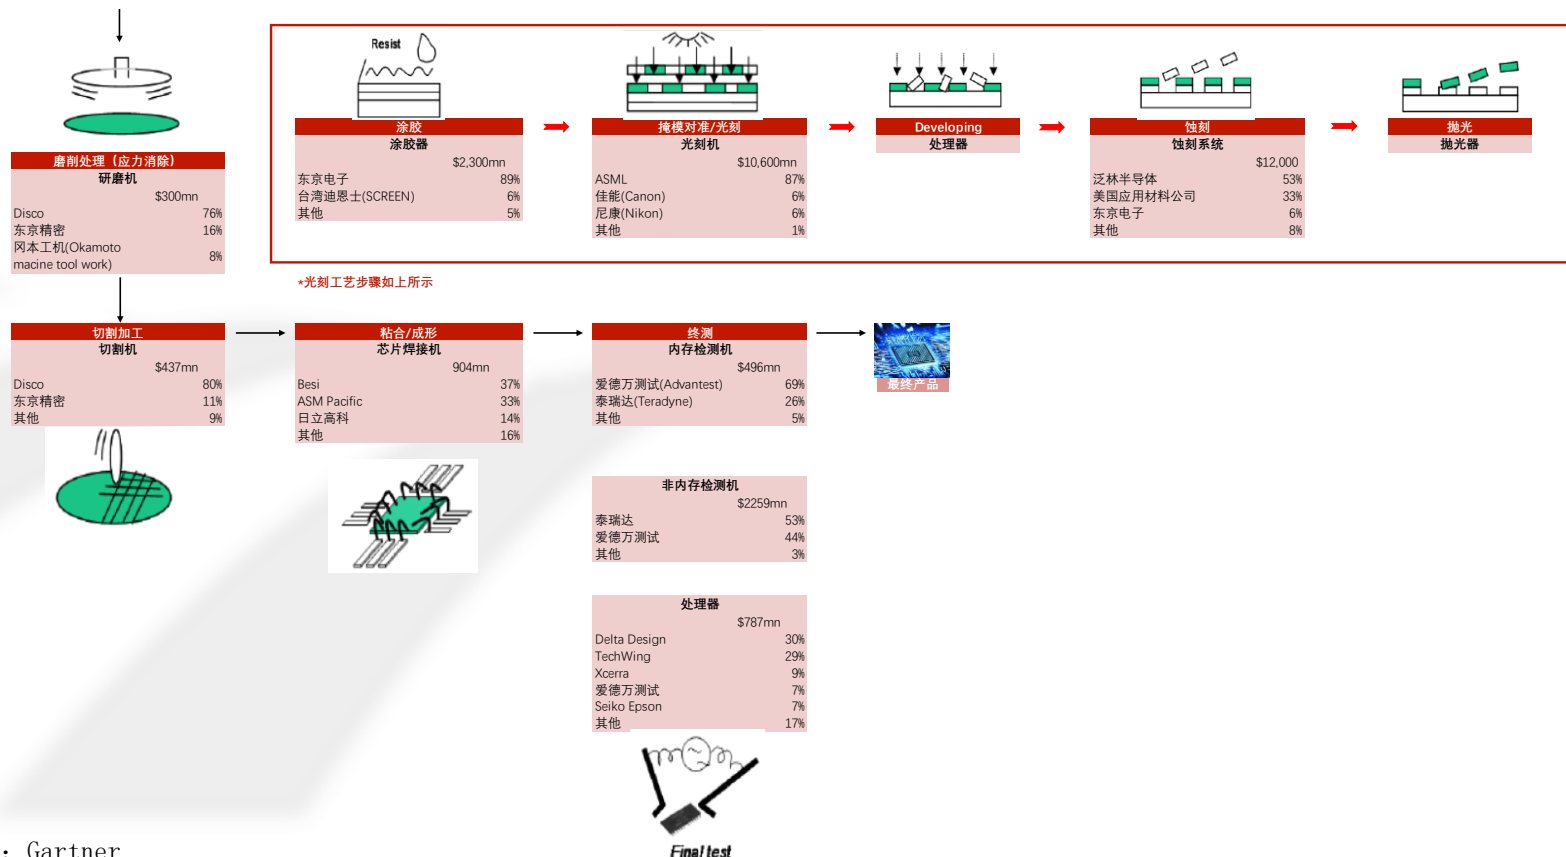 Resist
涂胶
涂胶器
$2,300mn
东京电子 89%
台湾迪恩士(SCREEN) 6%
其他 5%
掩模对准/光刻
光刻机
$10,600mn
ASML 87%
佳能(Canon) 6%
尼康(Nikon) 6%
其他 1%
Developing
处理器
蚀刻
蚀刻系统
$12,000
泛林半导体 53%
美国应用材料公司 33%
东京电子 6%
其他 8%
抛光
抛光器
*光刻工艺步骤如上所示
磨削处理（应力消除）
研磨机
$300mn
Disco 76%
东京精密 16%
冈本工机(Okamoto
macine tool work) 8%
切割加工
切割机
$437mn
Disco 80%
东京精密 11%
其他 9%
粘合/成形
芯片焊接机
904mn
Besi 37%
ASM Pacific 33%
日立高科 14%
其他 16%
终测
内存检测机
$496mn
爱德万测试(Advantest) 69%
泰瑞达(Teradyne) 26%
其他 5%
最终产品
非内存检测机
$2259mn
泰瑞达 53%
爱德万测试 44%
其他 3%
处理器
$787mn
Delta Design 30%
TechWing 29%
Xcerra 9%
爱德万测试 7%
Seiko Epson 7%
其他 17%
Final test
: Gartner